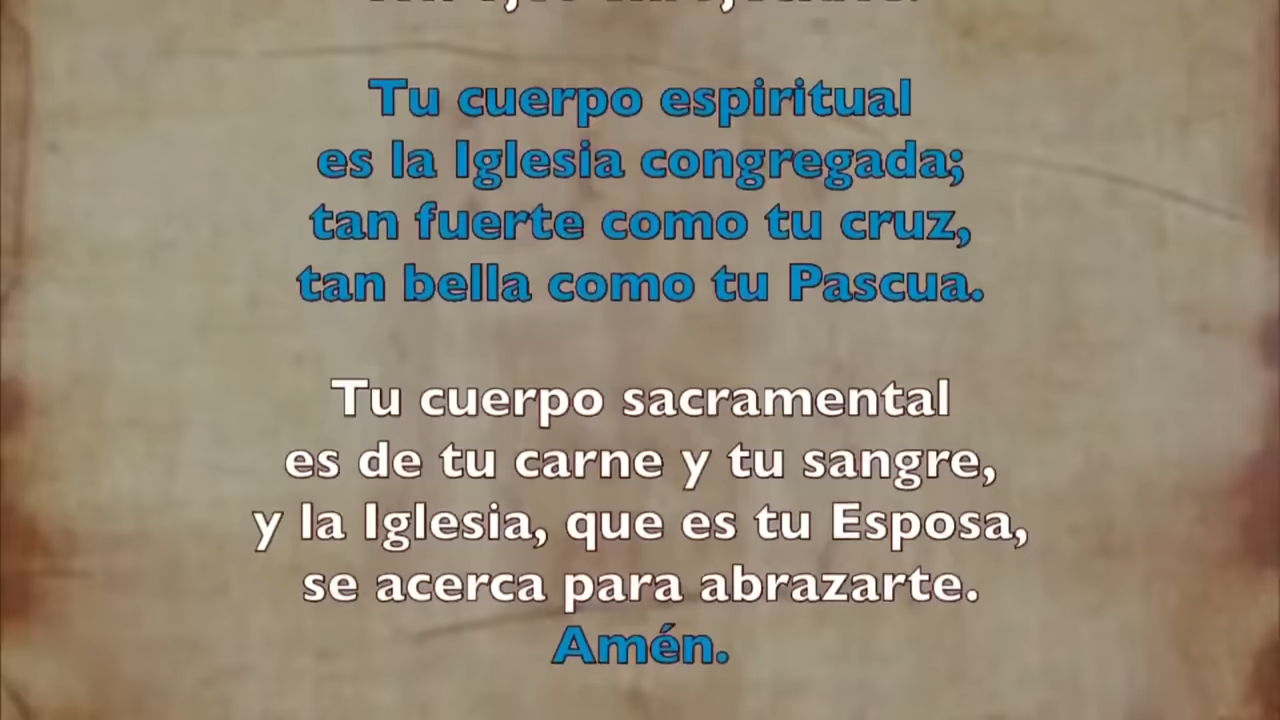 Tu cuerpo espiritual
es la Iglesia congregada;
tan fuerte como tu cruz,
tan bella como tu Pascua.
Tu cuerpo sacramental
es de tu carne y tu sangre,
y la Iglesia, que es tu Esposa,
se acerca para abrazarte.
Amén.